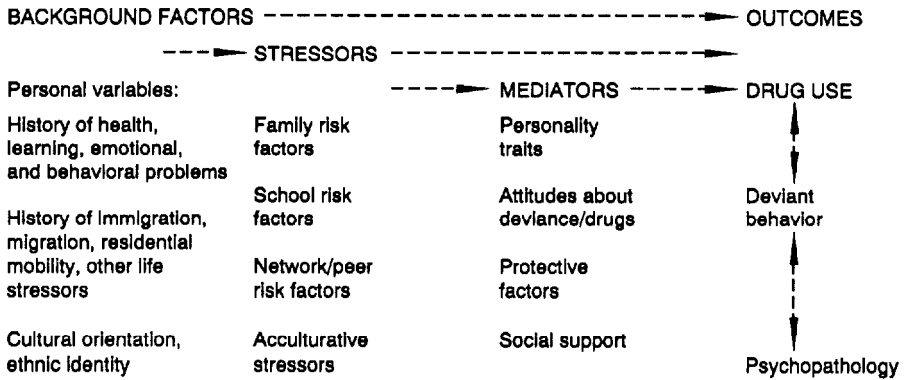 BACKGROUND FACTORS OUTCOMES
STRESSORS
Personal variables: MEDIATORS DRUG USE
History of health,
learning, emotional,
and behavioral problems
History of immigration,
migration, residential
mobility, other life
stressors
Cultural orientation,
ethnic identity
Family risk
factors
School risk
factors
Network/peer
risk factors
Acculturative
stressors
Personality
traits
Attitudes about
deviance/drugs
Protective
factors
Social support
Deviant
behavior
Psychopathology